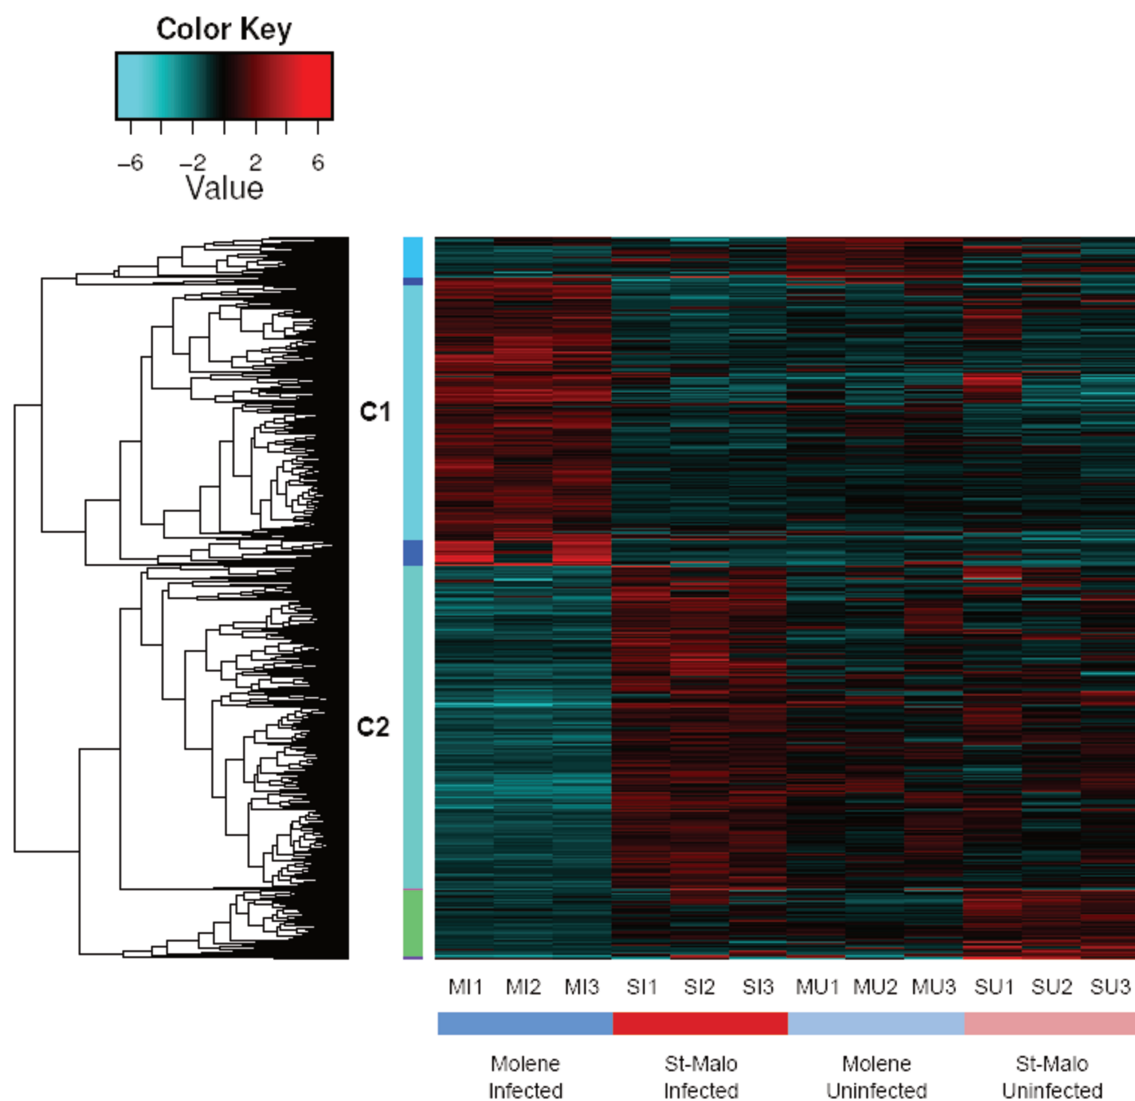 Color Key
−6 −2 2 6
Value
C1
C2
MI1 MI2 MI3 SI1 SI2 SI3 MU1 MU2 MU3 SU1 SU2 SU3
Molene St-Malo Molene St-Malo
Infected Infected Uninfected Uninfected